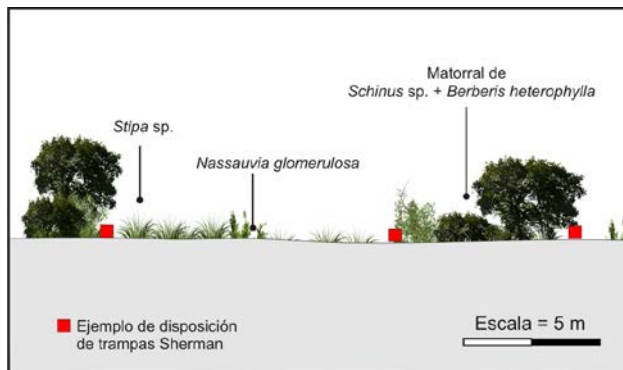 Matorral de
Schinus sp. + Berberis heterophylla
Stipa sp.
Nassauvia glomerulosa
Ejemplo de disposición
de trampas Sherman
Escala = 5 m